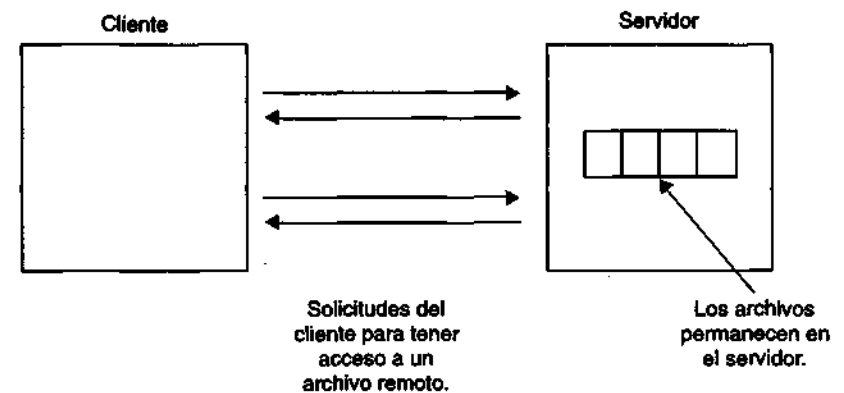 Cliente
Servidor
Solicitudes del
cliente para tener
acceso a un
archivo remoto.
Los archivos
permanecen en
el servidor.